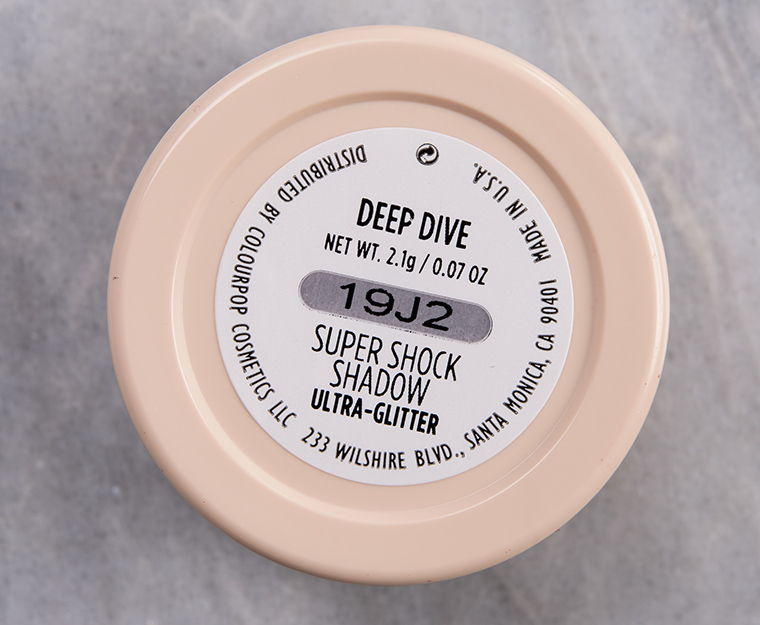 DEEP DIVE
NET WT. 2.1g / 0.07 OZ
19J2
SUPER SHOCK
SHADOW
ULTRA-GLITTER
DISTRIBUTED BY COLOURPOP COSMETICS LLC 233 WILSHIRE BLVD., SANTA MONICA, CA 90401 MADE IN U.S.A.